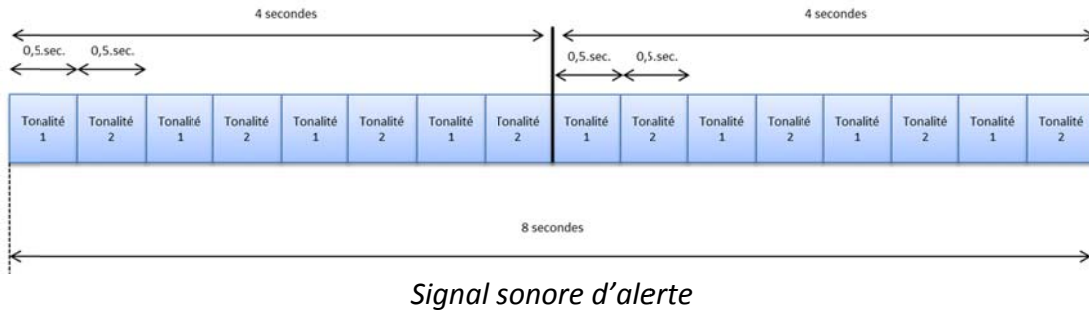 4 secondes 4 secondes
0,5.sec. 0,5.sec. 0,5.sec. 0,5.sec.
Tonalité Tonalité Tonalité Tonalité Tonalité Tonalité Tonalité Tonalité Tonalité Tonalité Tonalité Tonalité Tonalité Tonalité Tonalité Tonalité
1 2 1 2 1 2 1 2 1 2 1 2 1 2 1 2
8 secondes
Signal sonore d’alerte